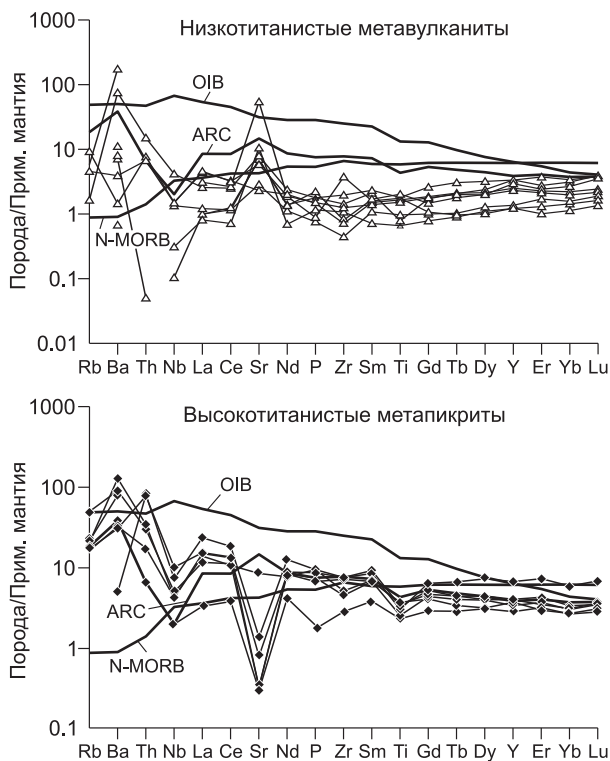 Низкотитанистые метавулканиты
Порода/Прим. мантия
1000
100
10
1
0.1
0.01
OIB
ARC
N-MORB
Rb Ba Th Nb La Ce Sr Nd P Zr Sm Ti Gd Tb Dy Y Er Yb Lu
Высокотитанистые метапикриты
Порода/Прим. мантия
1000
100
10
1
0.1
OIB
ARC
N-MORB
Rb Ba Th Nb La Ce Sr Nd P Zr Sm Ti Gd Tb Dy Y Er Yb Lu